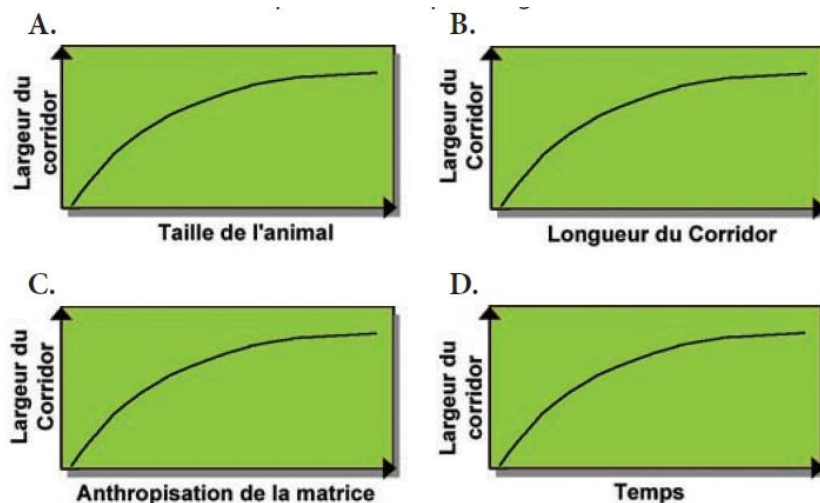 A.
Largeur du
corridor
Taille de l'animal
B.
Largeur du
Corridor
Longueur du Corridor
C.
Largeur du
Corridor
Anthropisation de la matrice
D.
Largeur du
corridor
Temps